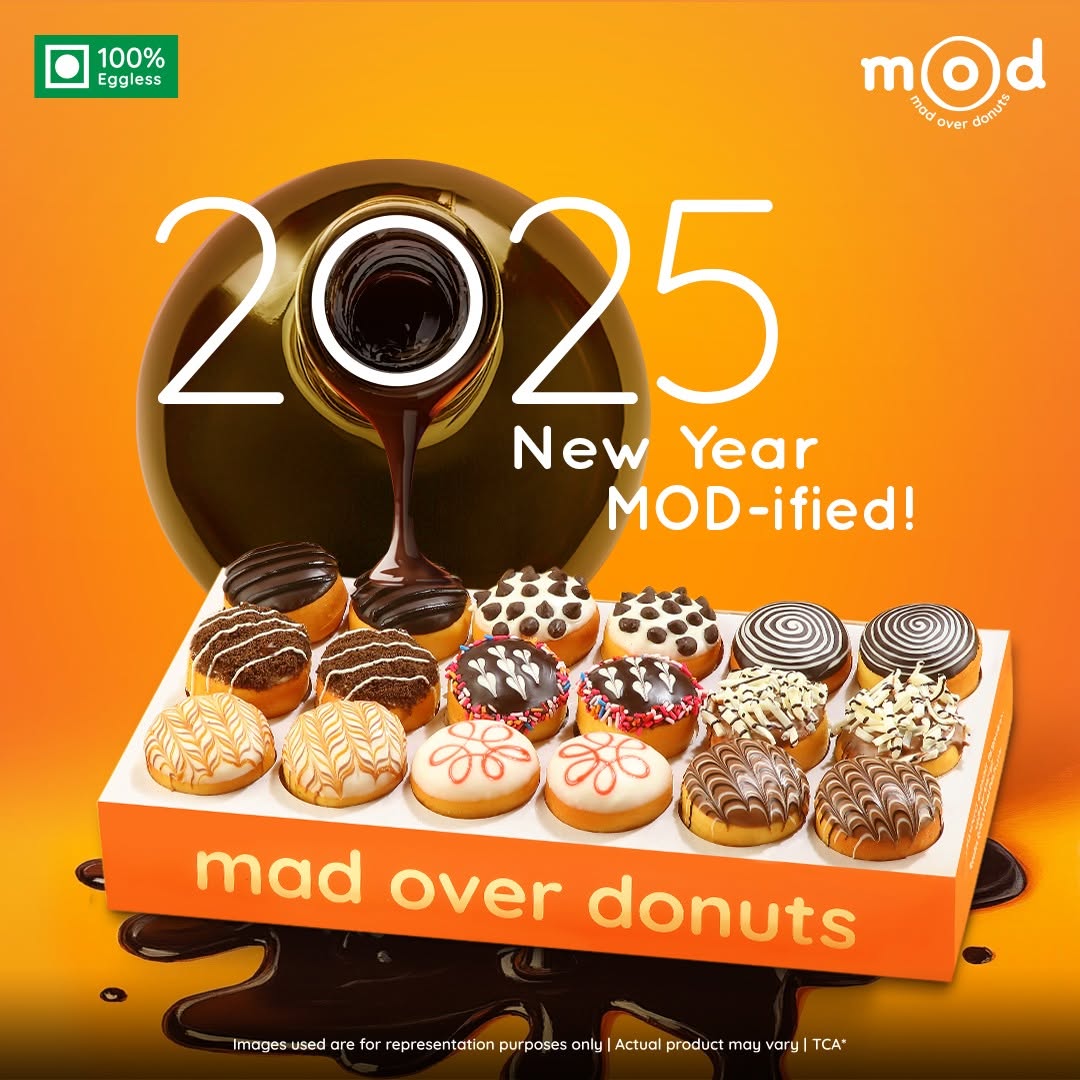 100%
Eggless
mod
mad over donuts
2025
New Year
MOD-ified!
mad over donuts
Images used are for representation purposes only | Actual product may vary | TCA*